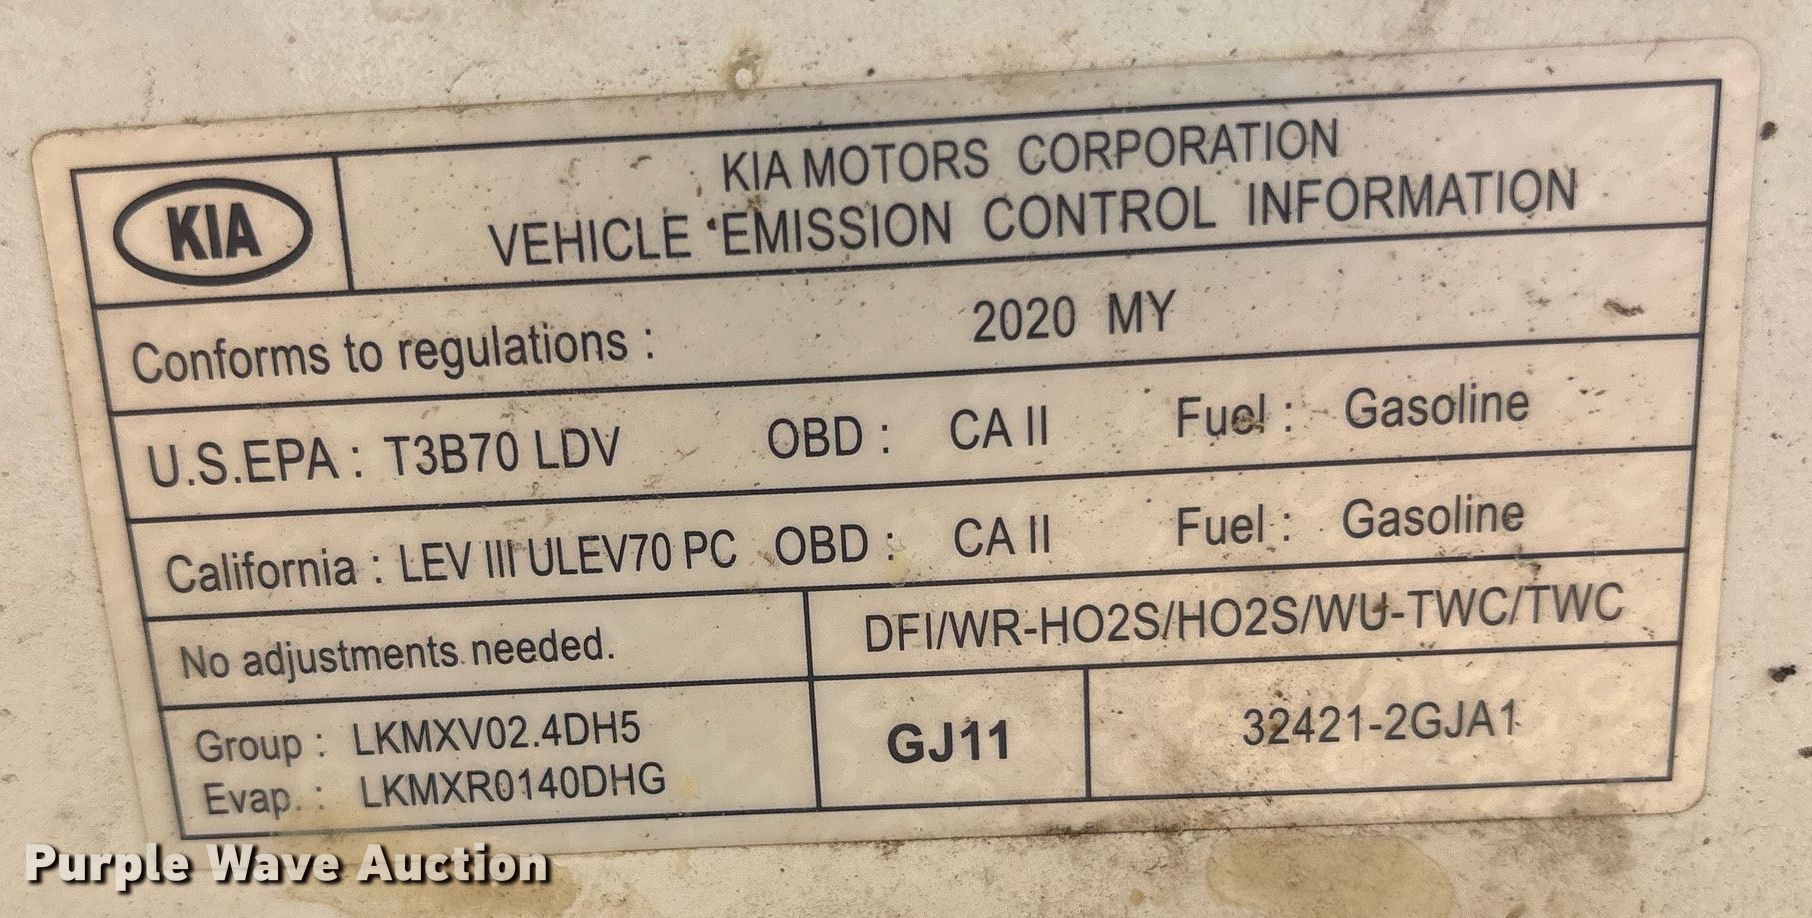 KIA
KIA MOTORS CORPORATION
VEHICLE EMISSION CONTROL INFORMATION
Conforms to regulations : 2020 MY
U.S.EPA : T3B70 LDV OBD : CA II Fuel : Gasoline
California : LEV III ULEV70 PC OBD : CA II Fuel : Gasoline
No adjustments needed. DFI/WR-HO2S/HO2S/WU-TWC/TWC
Group : LKMXV02.4DH5
Evap. : LKMXR0140DHG
GJ11
32421-2GJA1
Purple Wave Auction